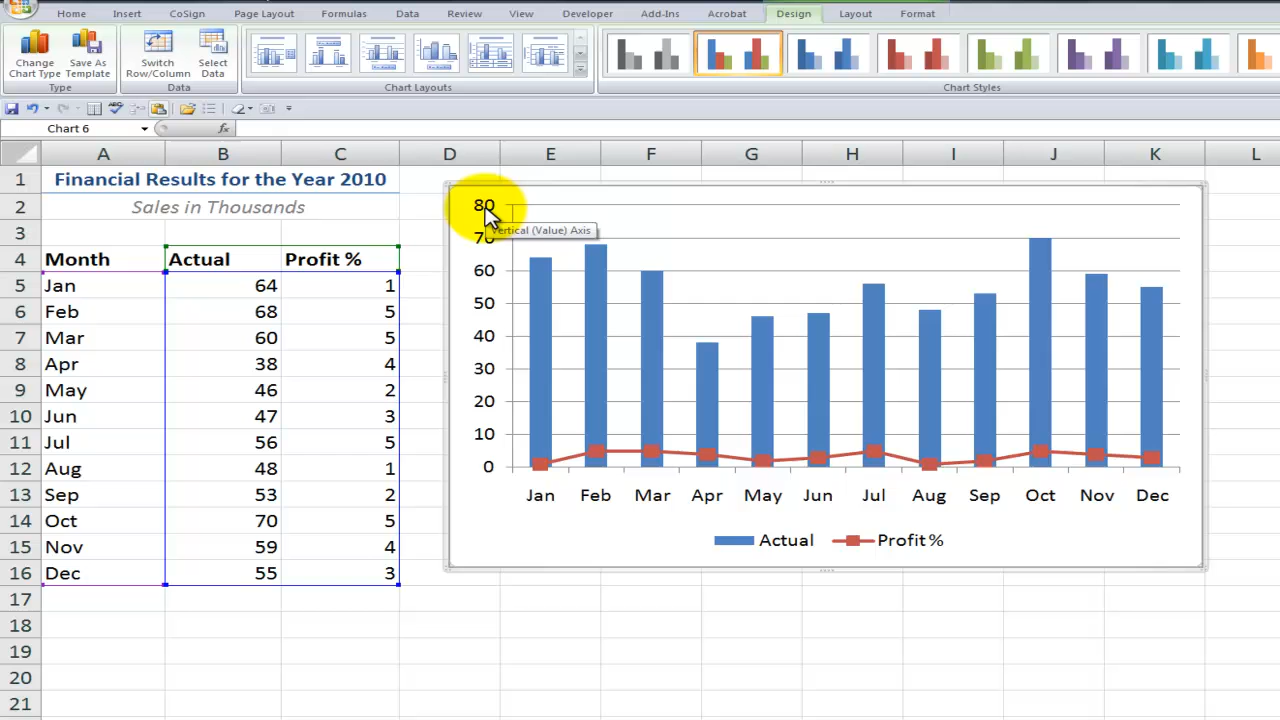 Home Insert CoSign Page Layout Formulas Data Review View Developer Add-Ins Acrobat Design Layout Format
Change Chart Type
Save As Template
Switch Row/Column
Select Data
Type Data Chart Layouts Chart Styles
Chart 6 fx
A B C D E F G H I J K L
1 Financial Results for the Year 2010
2 Sales in Thousands
3
4 Month Actual Profit %
5 Jan 64 1
6 Feb 68 5
7 Mar 60 5
8 Apr 38 4
9 May 46 2
10 Jun 47 3
11 Jul 56 5
12 Aug 48 1
13 Sep 53 2
14 Oct 70 5
15 Nov 59 4
16 Dec 55 3
17
18
19
20
21
80
Vertical (Value) Axis
70
60
50
40
30
20
10
0
Jan Feb Mar Apr May Jun Jul Aug Sep Oct Nov Dec
Actual Profit %